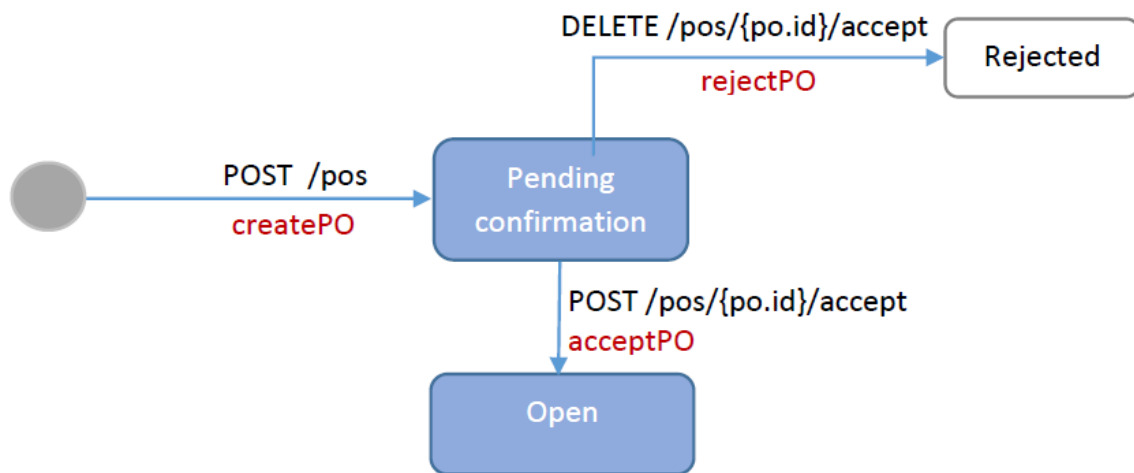 DELETE /pos/{po.id}/accept
rejectPO
Rejected
POST /pos
createPO
Pending
confirmation
POST /pos/{po.id}/accept
acceptPO
Open